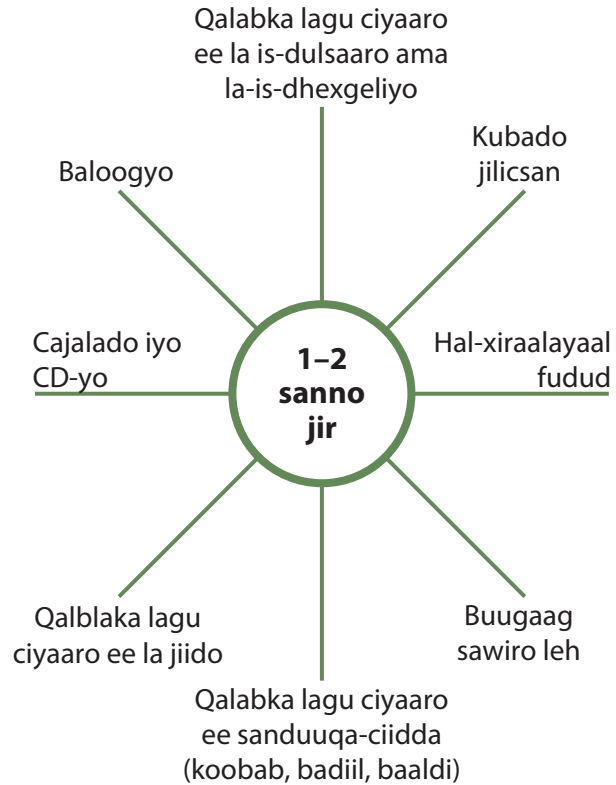 Qalabka lagu ciyaaro
ee la is-dulsaaro ama
la-is-dhexgeliyo
Kubado
jilicsan
Baloogyo
Cajalado iyo
CD-yo
1–2
sanno
jir
Hal-xiraalayaal
fudud
Qalblaka lagu
ciyaaro ee la jiido
Buugaag
sawiro leh
Qalabka lagu ciyaaro
ee sanduuqa-ciidda
(koobab, badiil, baaldi)